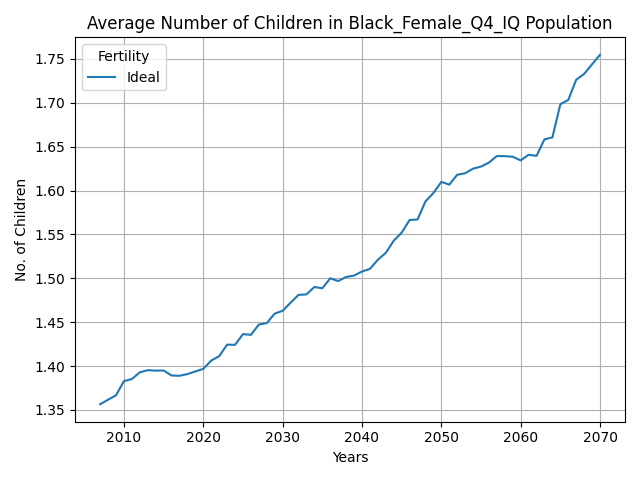 Average Number of Children in Black_Female_Q4_IQ Population
Fertility
Ideal
No. of Children
1.75
1.70
1.65
1.60
1.55
1.50
1.45
1.40
1.35
2010 2020 2030 2040 2050 2060 2070
Years